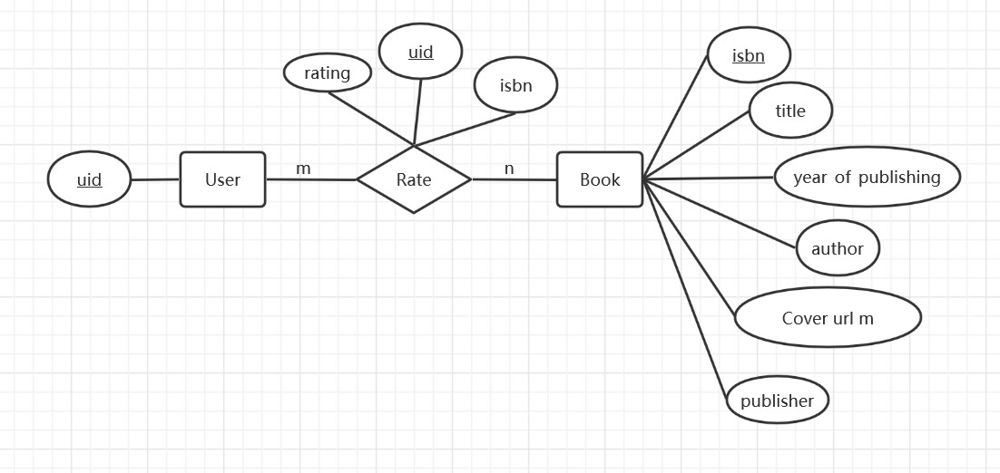 uid
User
m
rating
uid
isbn
Rate
n
Book
isbn
title
year of publishing
author
Cover url m
publisher